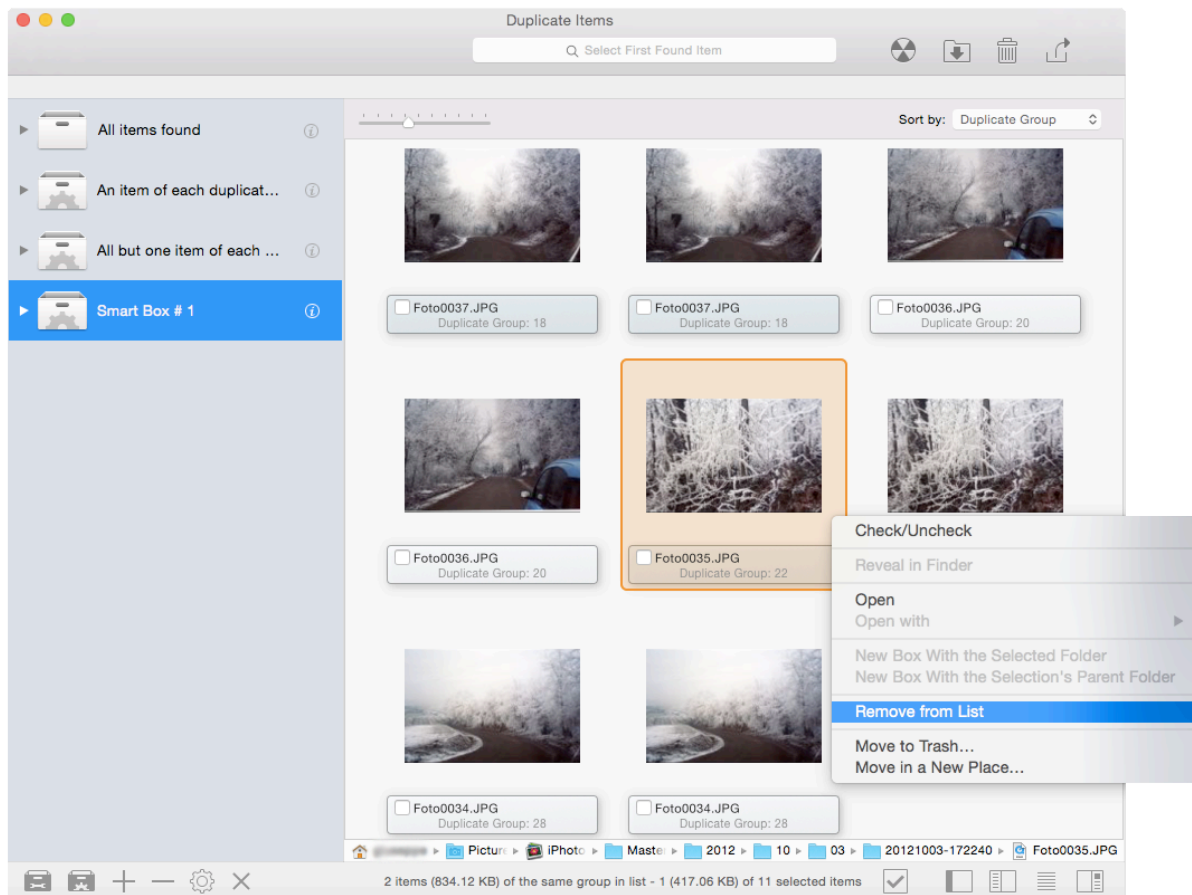 Duplicate Items
Select First Found Item
All items found
An item of each duplicat...
All but one item of each ...
Smart Box # 1
Sort by: Duplicate Group
Foto0037.JPG
Duplicate Group: 18
Foto0037.JPG
Duplicate Group: 18
Foto0036.JPG
Duplicate Group: 20
Foto0036.JPG
Duplicate Group: 20
Foto0035.JPG
Duplicate Group: 22
Check/Uncheck
Reveal in Finder
Open
Open with
New Box With the Selected Folder
New Box With the Selection's Parent Folder
Remove from List
Move to Trash...
Move in a New Place...
Foto0034.JPG
Duplicate Group: 28
Foto0034.JPG
Duplicate Group: 28
Picture iPhoto Master 2012 10 03 20121003-172240 Foto0035.JPG
2 items (834.12 KB) of the same group in list - 1 (417.06 KB) of 11 selected items